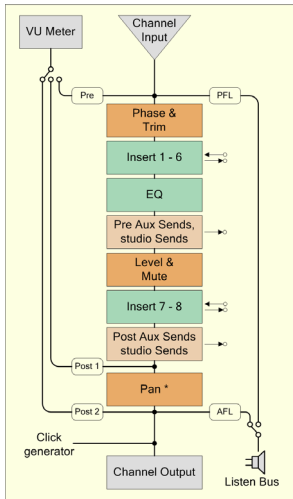 VU Meter
Channel
Input
Pre
PFL
Phase &
Trim
Insert 1 - 6
EQ
Pre Aux Sends,
studio Sends
Level &
Mute
Insert 7 - 8
Post Aux Sends
studio Sends
Post 1
Pan *
Post 2
AFL
Click
generator
Channel Output
Listen Bus